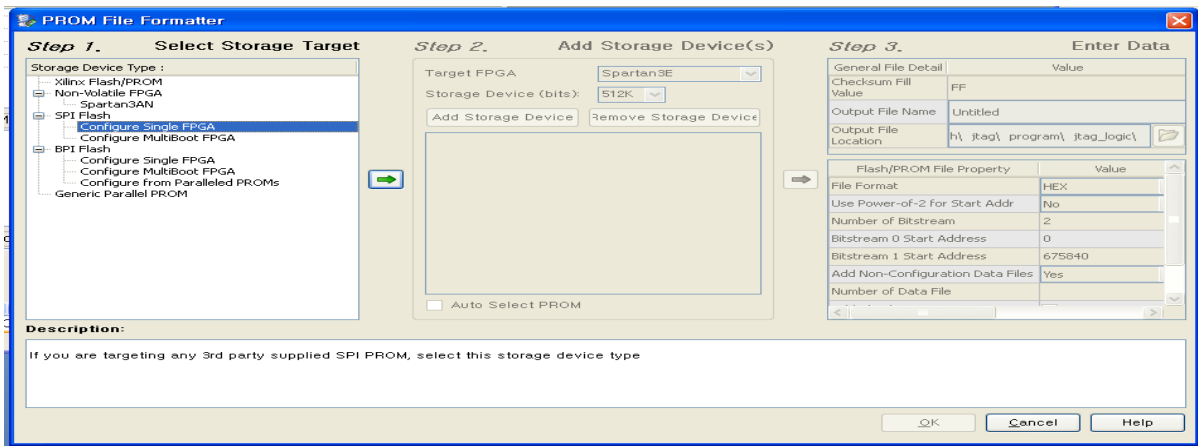 PROM File Formatter
Step 1. Select Storage Target
Storage Device Type :
Xilinx Flash/PROM
Non-Volatile FPGA
Spartan3AN
SPI Flash
Configure Single FPGA
Configure MultiBoot FPGA
BPI Flash
Configure Single FPGA
Configure MultiBoot FPGA
Configure from Paralleled PROMs
Generic Parallel PROM
Step 2. Add Storage Device(s)
Target FPGA Spartan3E
Storage Device (bits): 512K
Add Storage Device Remove Storage Device
Auto Select PROM
Step 3. Enter Data
General File Detail Value
Checksum Fill Value FF
Output File Name Untitled
Output File Location h\ jtag\ program\ jtag_logic\
Flash/PROM File Property Value
File Format HEX
Use Power-of-2 for Start Addr No
Number of Bitstream 2
Bitstream 0 Start Address 0
Bitstream 1 Start Address 675840
Add Non-Configuration Data Files Yes
Number of Data File
Description:
If you are targeting any 3rd party supplied SPI PROM, select this storage device type
OK Cancel Help